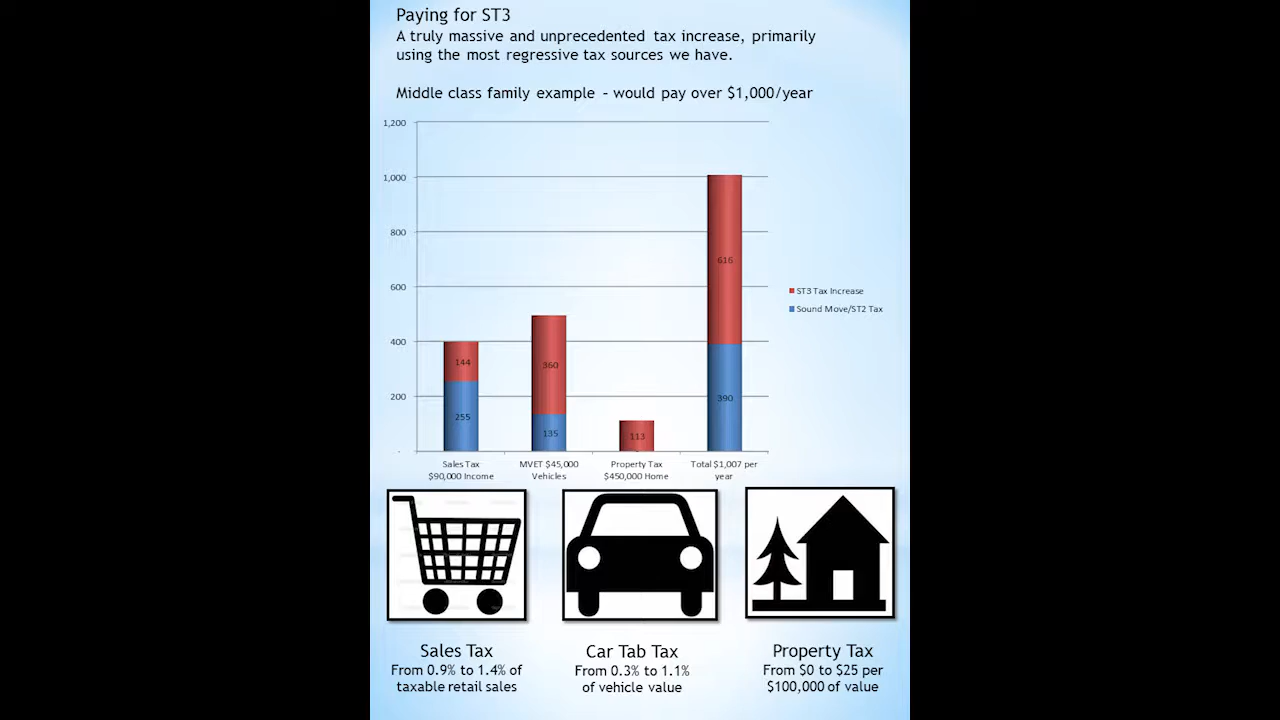 Paying for ST3
A truly massive and unprecedented tax increase, primarily
using the most regressive tax sources we have.
Middle class family example – would pay over $1,000/year
1,200
1,000
800
600
400
200
-
144
255
360
135
113
-
616
390
ST3 Tax Increase
Sound Move/ST2 Tax
Sales Tax
$90,000 Income
MVET $45,000
Vehicles
Property Tax
$450,000 Home
Total $1,007 per
year
Sales Tax
From 0.9% to 1.4% of
taxable retail sales
Car Tab Tax
From 0.3% to 1.1%
of vehicle value
Property Tax
From $0 to $25 per
$100,000 of value